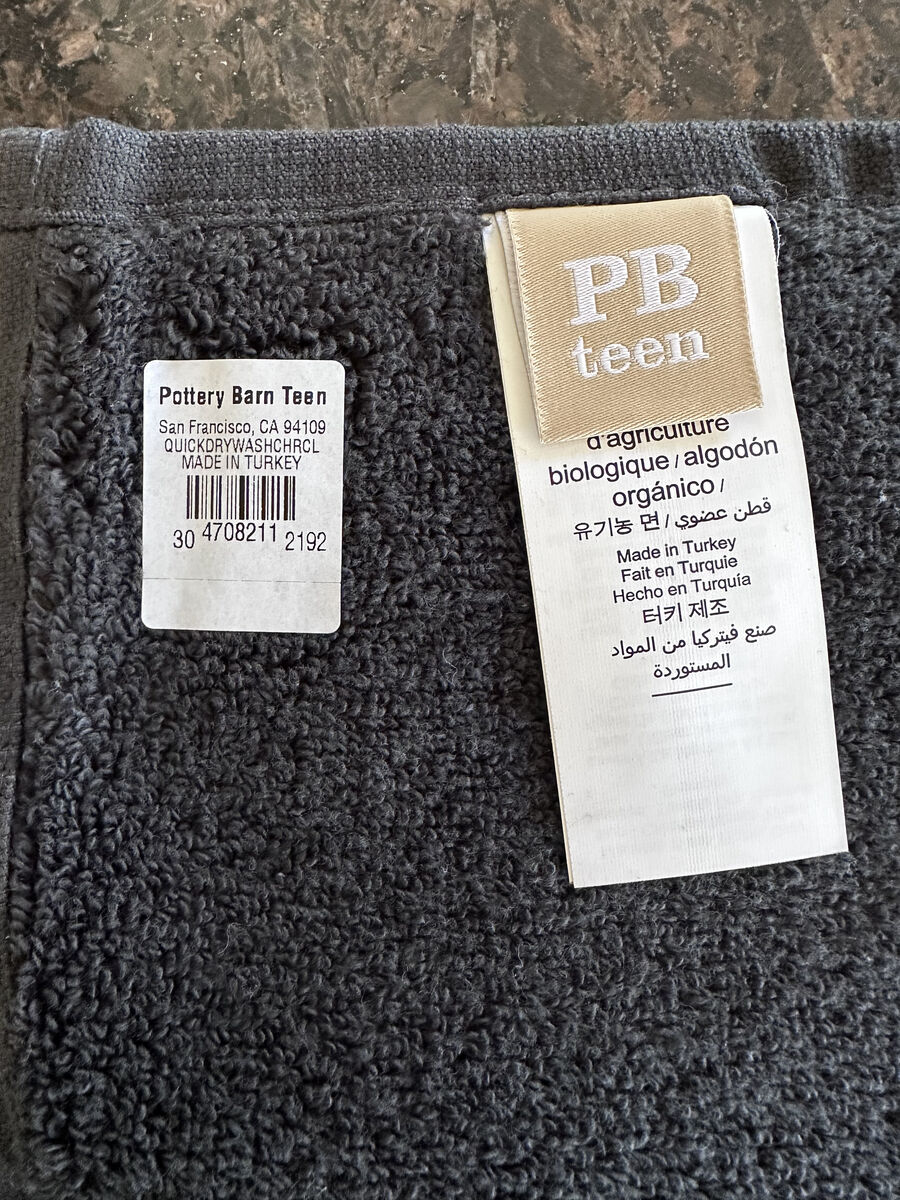 Pottery Barn Teen
San Francisco, CA 94109
QUICKDRYWASHCHRCL
MADE IN TURKEY
30 4708211 2192
PB
teen
d'agriculture
biologique / algodón
orgánico /
유기농 면 / قطن عضوي
Made in Turkey
Fait en Turquie
Hecho en Turquía
터키 제조
صنع فيتركيا من المواد
المستوردة